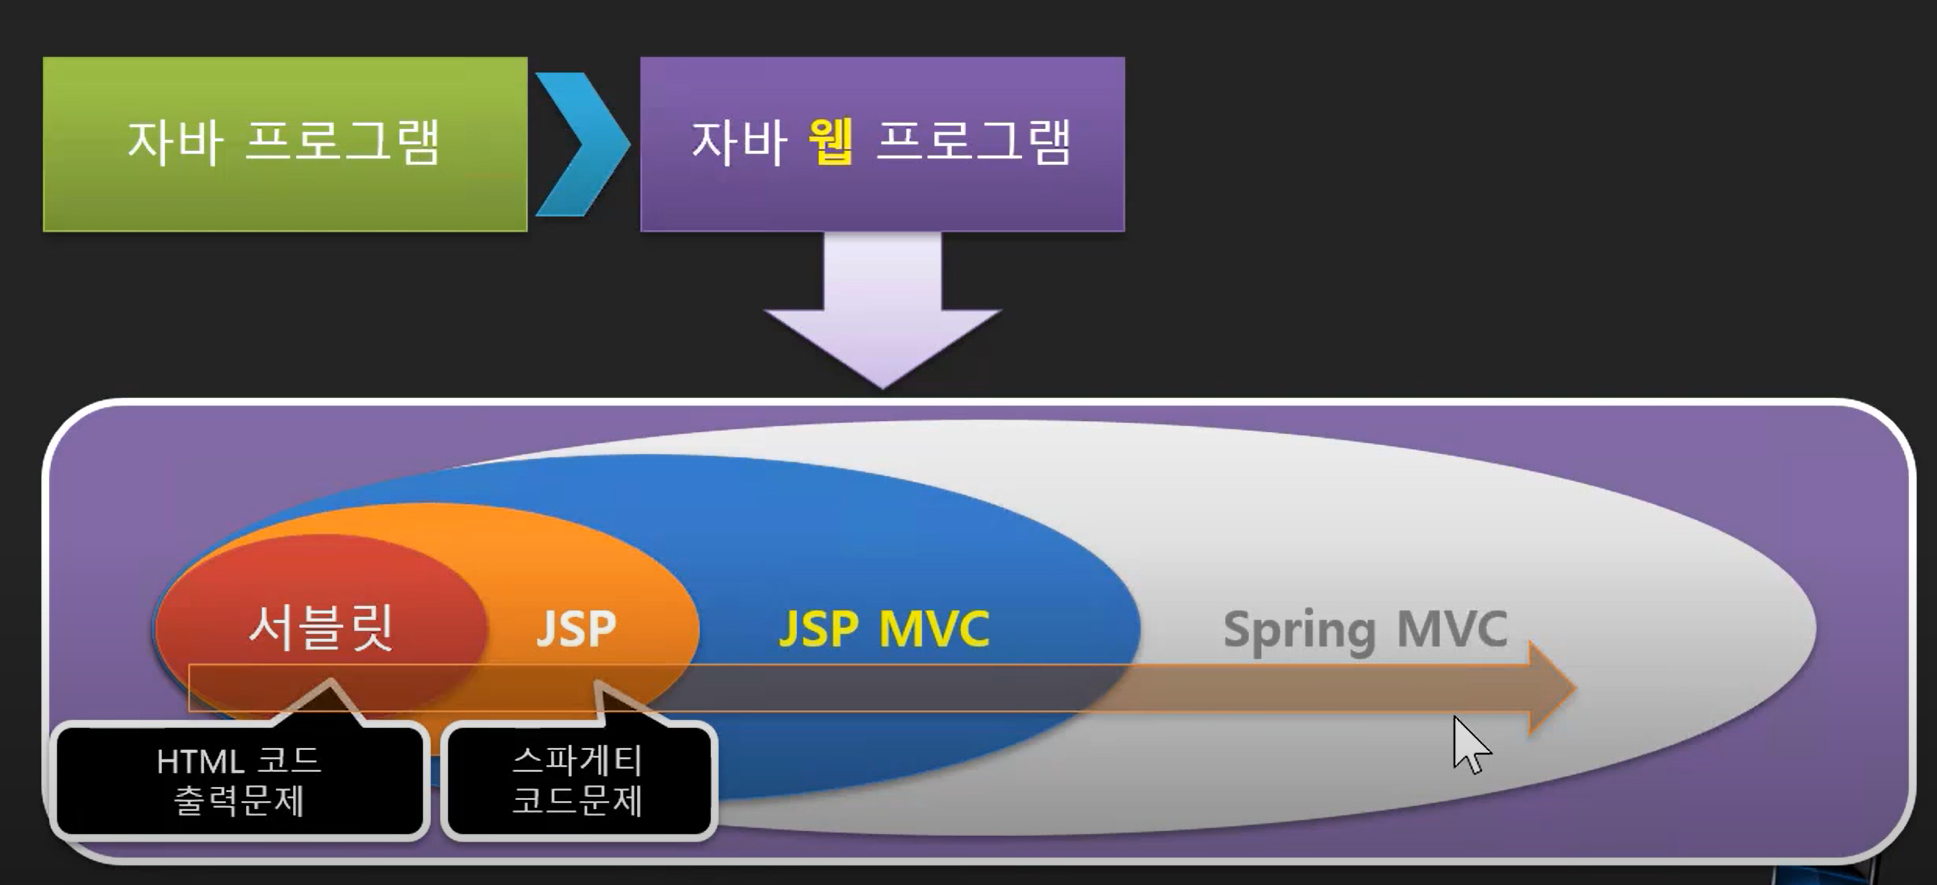 자바 프로그램
자바 웹 프로그램
서블릿
JSP
JSP MVC
Spring MVC
HTML 코드
출력문제
스파게티
코드문제